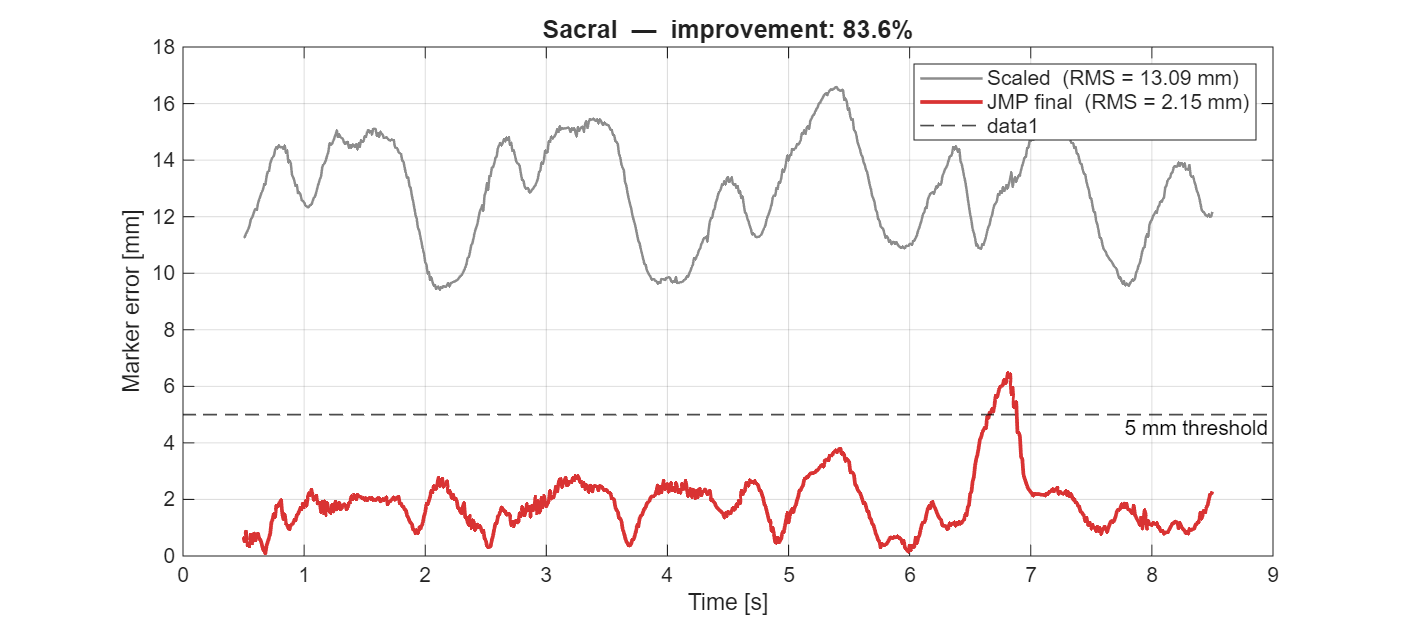 Sacral — improvement: 83.6%
18
16
14
12
10
8
6
4
2
0
Marker error [mm]
Scaled (RMS = 13.09 mm)
JMP final (RMS = 2.15 mm)
data1
5 mm threshold
0 1 2 3 4 5 6 7 8 9
Time [s]